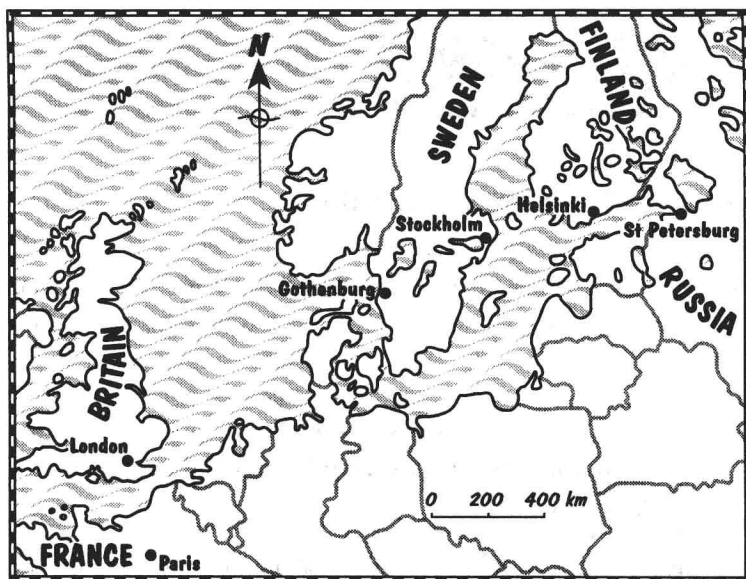 N
SWEDEN
FINLAND
Helsinki
St Petersburg
Stockholm
Gothenburg
RUSSIA
BRITAIN
London
0 200 400 km
FRANCE
Paris